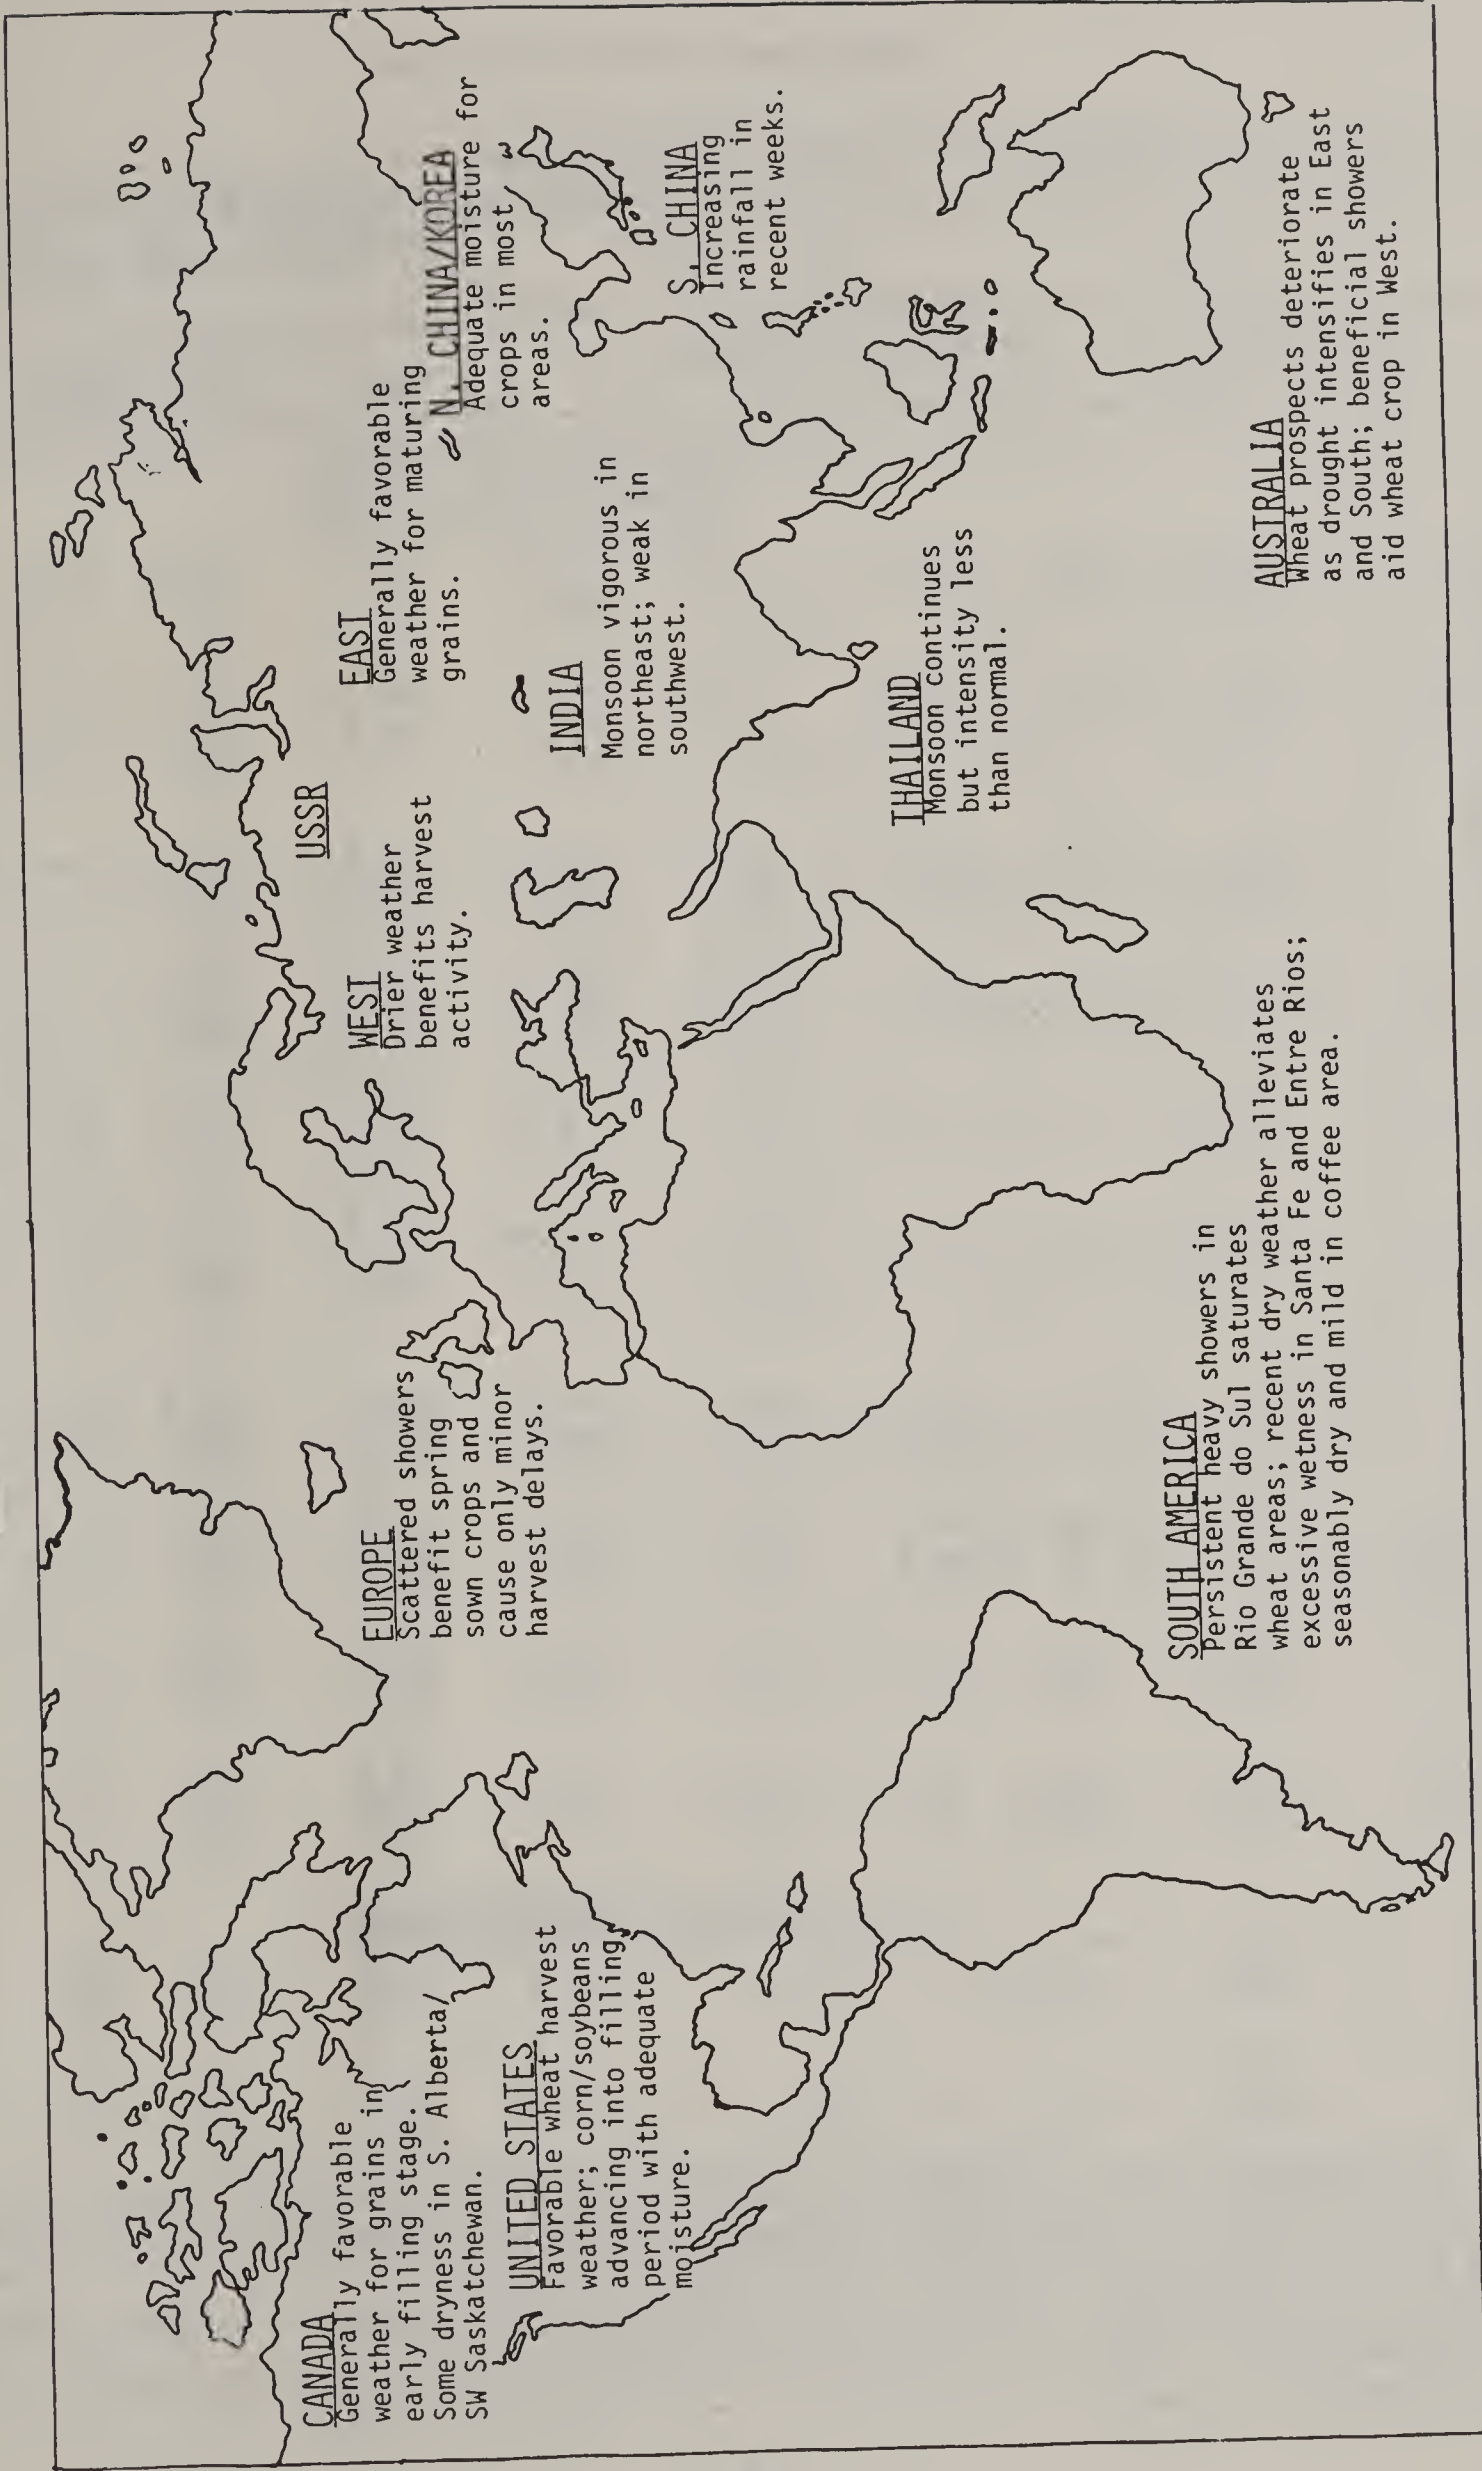 CANADA
Generally favorable
weather for grains in
early filling stage.
Some dryness in S. Alberta/
SW Saskatchewan.
UNITED STATES
Favorable wheat harvest
weather; corn/soybeans
advancing into filling
period with adequate
moisture.
EUROPE
Scattered showers
benefit spring
sown crops and
cause only minor
harvest delays.
SOUTH AMERICA
Persistent heavy showers in
Rio Grande do Sul saturates
wheat areas; recent dry weather alleviates
excessive wetness in Santa Fe and Entre Rios;
seasonably dry and mild in coffee area.
USSR
WEST
Drier weather
benefits harvest
activity.
EAST
Generally favorable
weather for maturing
grains.
N. CHINA/KOREA
Adequate moisture for
crops in most
areas.
INDIA
Monsoon vigorous in
northeast; weak in
southwest.
S. CHINA
Increasing
rainfall in
recent weeks.
THAILAND
Monsoon continues
but intensity less
than normal.
AUSTRALIA
Wheat prospects deteriorate
as drought intensifies in East
and South; beneficial showers
aid wheat crop in West.